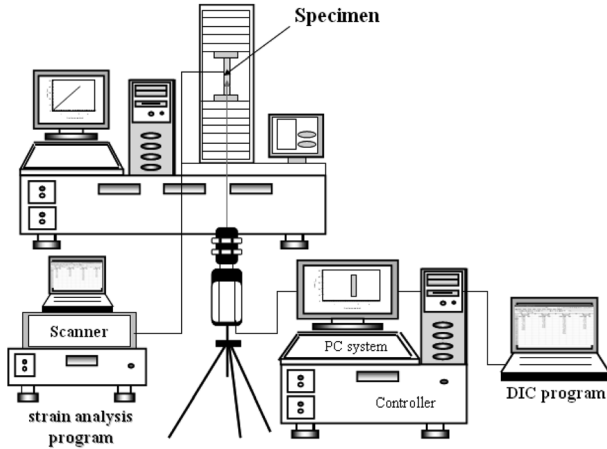 Specimen
Scanner
strain analysis
program
PC system
Controller
DIC program